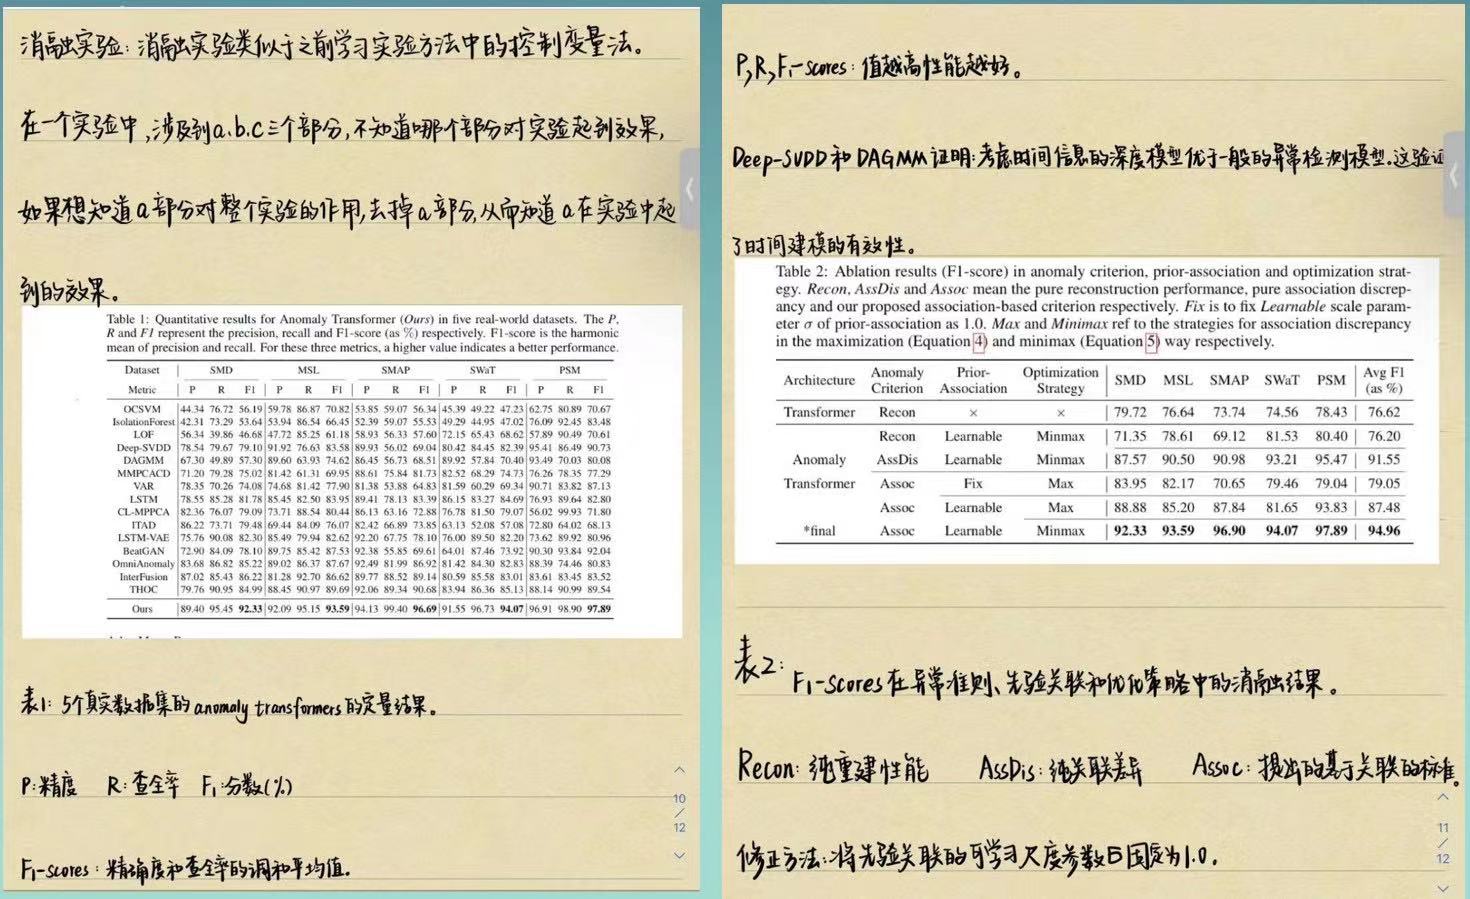 消融实验：消融实验类似于之前学习实验方法中的控制变量法。
在一个实验中，涉及到a.b.c三个部分，不知道哪个部分对实验起到效果，
如果想知道a部分对整个实验的作用，去掉a部分，从而知道a在实验中起
到的效果。
Table 1: Quantitative results for Anomaly Transformer (Ours) in five real-world datasets. The P,
R and F1 represent the precision, recall and F1-score (as %) respectively. F1-score is the harmonic
mean of precision and recall. For these three metrics, a higher value indicates a better performance.
Dataset SMD MSL SMAP SWaT PSM
Metric P R F1 P R F1 P R F1 P R F1 P R F1
OCSVM 44.34 76.72 56.19 59.78 86.87 70.82 53.85 59.07 56.34 45.39 49.22 47.23 62.75 80.89 70.67
IsolationForest 42.31 73.29 53.64 53.94 86.54 66.45 52.39 59.07 55.53 49.29 44.95 47.02 76.09 92.45 83.48
LOF 56.34 39.86 46.68 47.72 85.25 61.18 58.93 56.33 57.60 72.15 65.43 68.62 57.89 90.49 70.61
Deep-SVDD 78.54 79.67 79.10 91.92 76.63 83.58 89.93 56.02 69.04 80.42 84.45 82.39 95.41 86.49 90.73
DAGMM 67.30 49.89 57.30 89.60 63.93 74.62 86.45 56.73 68.51 89.92 57.84 70.40 93.49 70.03 80.08
MMPCACD 71.20 79.28 75.02 81.42 61.31 69.95 88.61 75.84 81.73 82.52 68.29 74.73 76.26 78.35 77.29
VAR 78.35 70.26 74.08 74.68 81.42 77.90 81.38 53.88 64.83 81.59 60.29 69.34 90.71 83.82 87.13
LSTM 78.55 85.28 81.78 85.45 82.50 83.95 89.41 78.13 83.39 86.15 83.27 84.69 76.93 89.64 82.80
CL-MPPCA 82.36 76.07 79.09 73.71 88.54 80.44 86.13 63.16 72.88 76.78 81.50 79.07 56.02 99.93 71.80
ITAD 86.22 73.71 79.48 69.44 84.09 76.07 82.42 66.89 73.85 63.13 52.08 57.08 72.80 64.02 68.13
LSTM-VAE 75.76 90.08 82.30 85.49 79.94 82.62 92.20 67.75 78.10 76.00 89.50 82.20 73.62 89.92 80.96
BeatGAN 72.90 84.09 78.10 89.75 85.42 87.53 92.38 55.85 69.61 64.01 87.46 73.92 90.30 93.84 92.04
OmniAnomaly 83.68 86.82 85.22 89.02 86.37 87.67 92.49 81.99 86.92 81.42 84.30 82.83 88.39 74.46 80.83
InterFusion 87.02 85.43 86.22 81.28 92.70 86.62 89.77 88.52 89.14 80.59 85.58 83.01 83.61 83.45 83.52
THOC 79.76 90.95 84.99 88.45 90.97 89.69 92.06 89.34 90.68 83.94 86.36 85.13 88.14 90.99 89.54
Ours 89.40 95.45 92.33 92.09 95.15 93.59 94.13 99.40 96.69 91.55 96.73 94.07 96.91 98.90 97.89
表1：5个真实数据集的anomaly transformers的定量结果。
P：精度 R：查全率 F1：分数(%)
F1-scores：精确度和查全率的调和平均值。
10
/
12
P,R,F1-scores：值越高性能越好。
Deep-SVDD和DAGMM证明：考虑时间信息的深度模型优于一般的异常检测模型。这验证
了时间建模的有效性。
Table 2: Ablation results (F1-score) in anomaly criterion, prior-association and optimization strat-
egy. Recon, AssDis and Assoc mean the pure reconstruction performance, pure association discrep-
ancy and our proposed association-based criterion respectively. Fix is to fix Learnable scale param-
eter σ of prior-association as 1.0. Max and Minimax ref to the strategies for association discrepancy
in the maximization (Equation 4) and minimax (Equation 5) way respectively.
Architecture Anomaly Criterion Prior-Association Optimization Strategy SMD MSL SMAP SWaT PSM Avg F1 (as %)
Transformer Recon × × 79.72 76.64 73.74 74.56 78.43 76.62
Recon Learnable Minmax 71.35 78.61 69.12 81.53 80.40 76.20
Anomaly AssDis Learnable Minmax 87.57 90.50 90.98 93.21 95.47 91.55
Transformer Assoc Fix Max 83.95 82.17 70.65 79.46 79.04 79.05
Assoc Learnable Max 88.88 85.20 87.84 81.65 93.83 87.48
*final Assoc Learnable Minmax 92.33 93.59 96.90 94.07 97.89 94.96
表2：F1-scores在异常准则、先验关联和优化策略中的消融结果。
Recon：纯重建性能 AssDis：纯关联差异 Assoc：提出的基于关联的标准。
修正方法：将先验关联的可学习尺度参数σ固定为1.0。
11
/
12